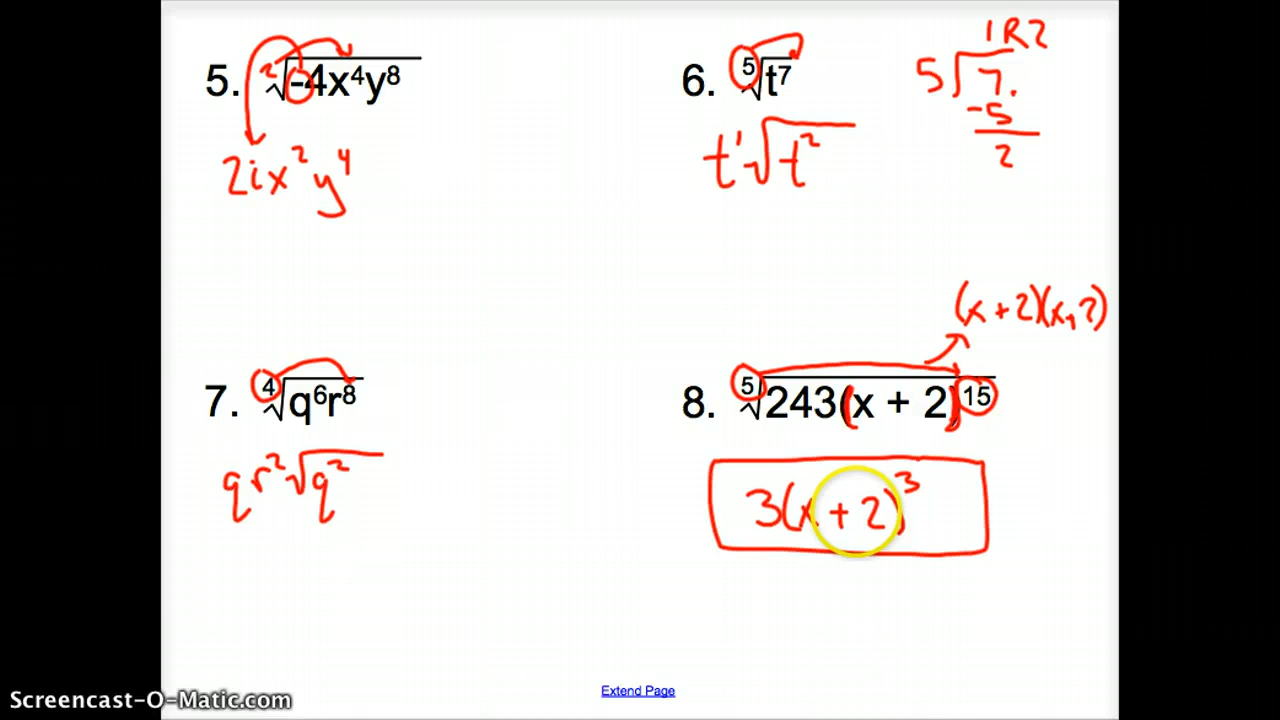 5. ²√-4x⁴y⁸
2ix²y⁴
6. ⁵√t⁷
t¹√t²
1R2
5√7.
-5
2
7. ⁴√q⁶r⁸
qr²√q²
(x+2)(x+2)
8. ⁵√243(x + 2)¹⁵
3(x+2)³
Extend Page
Screencast-O-Matic.com